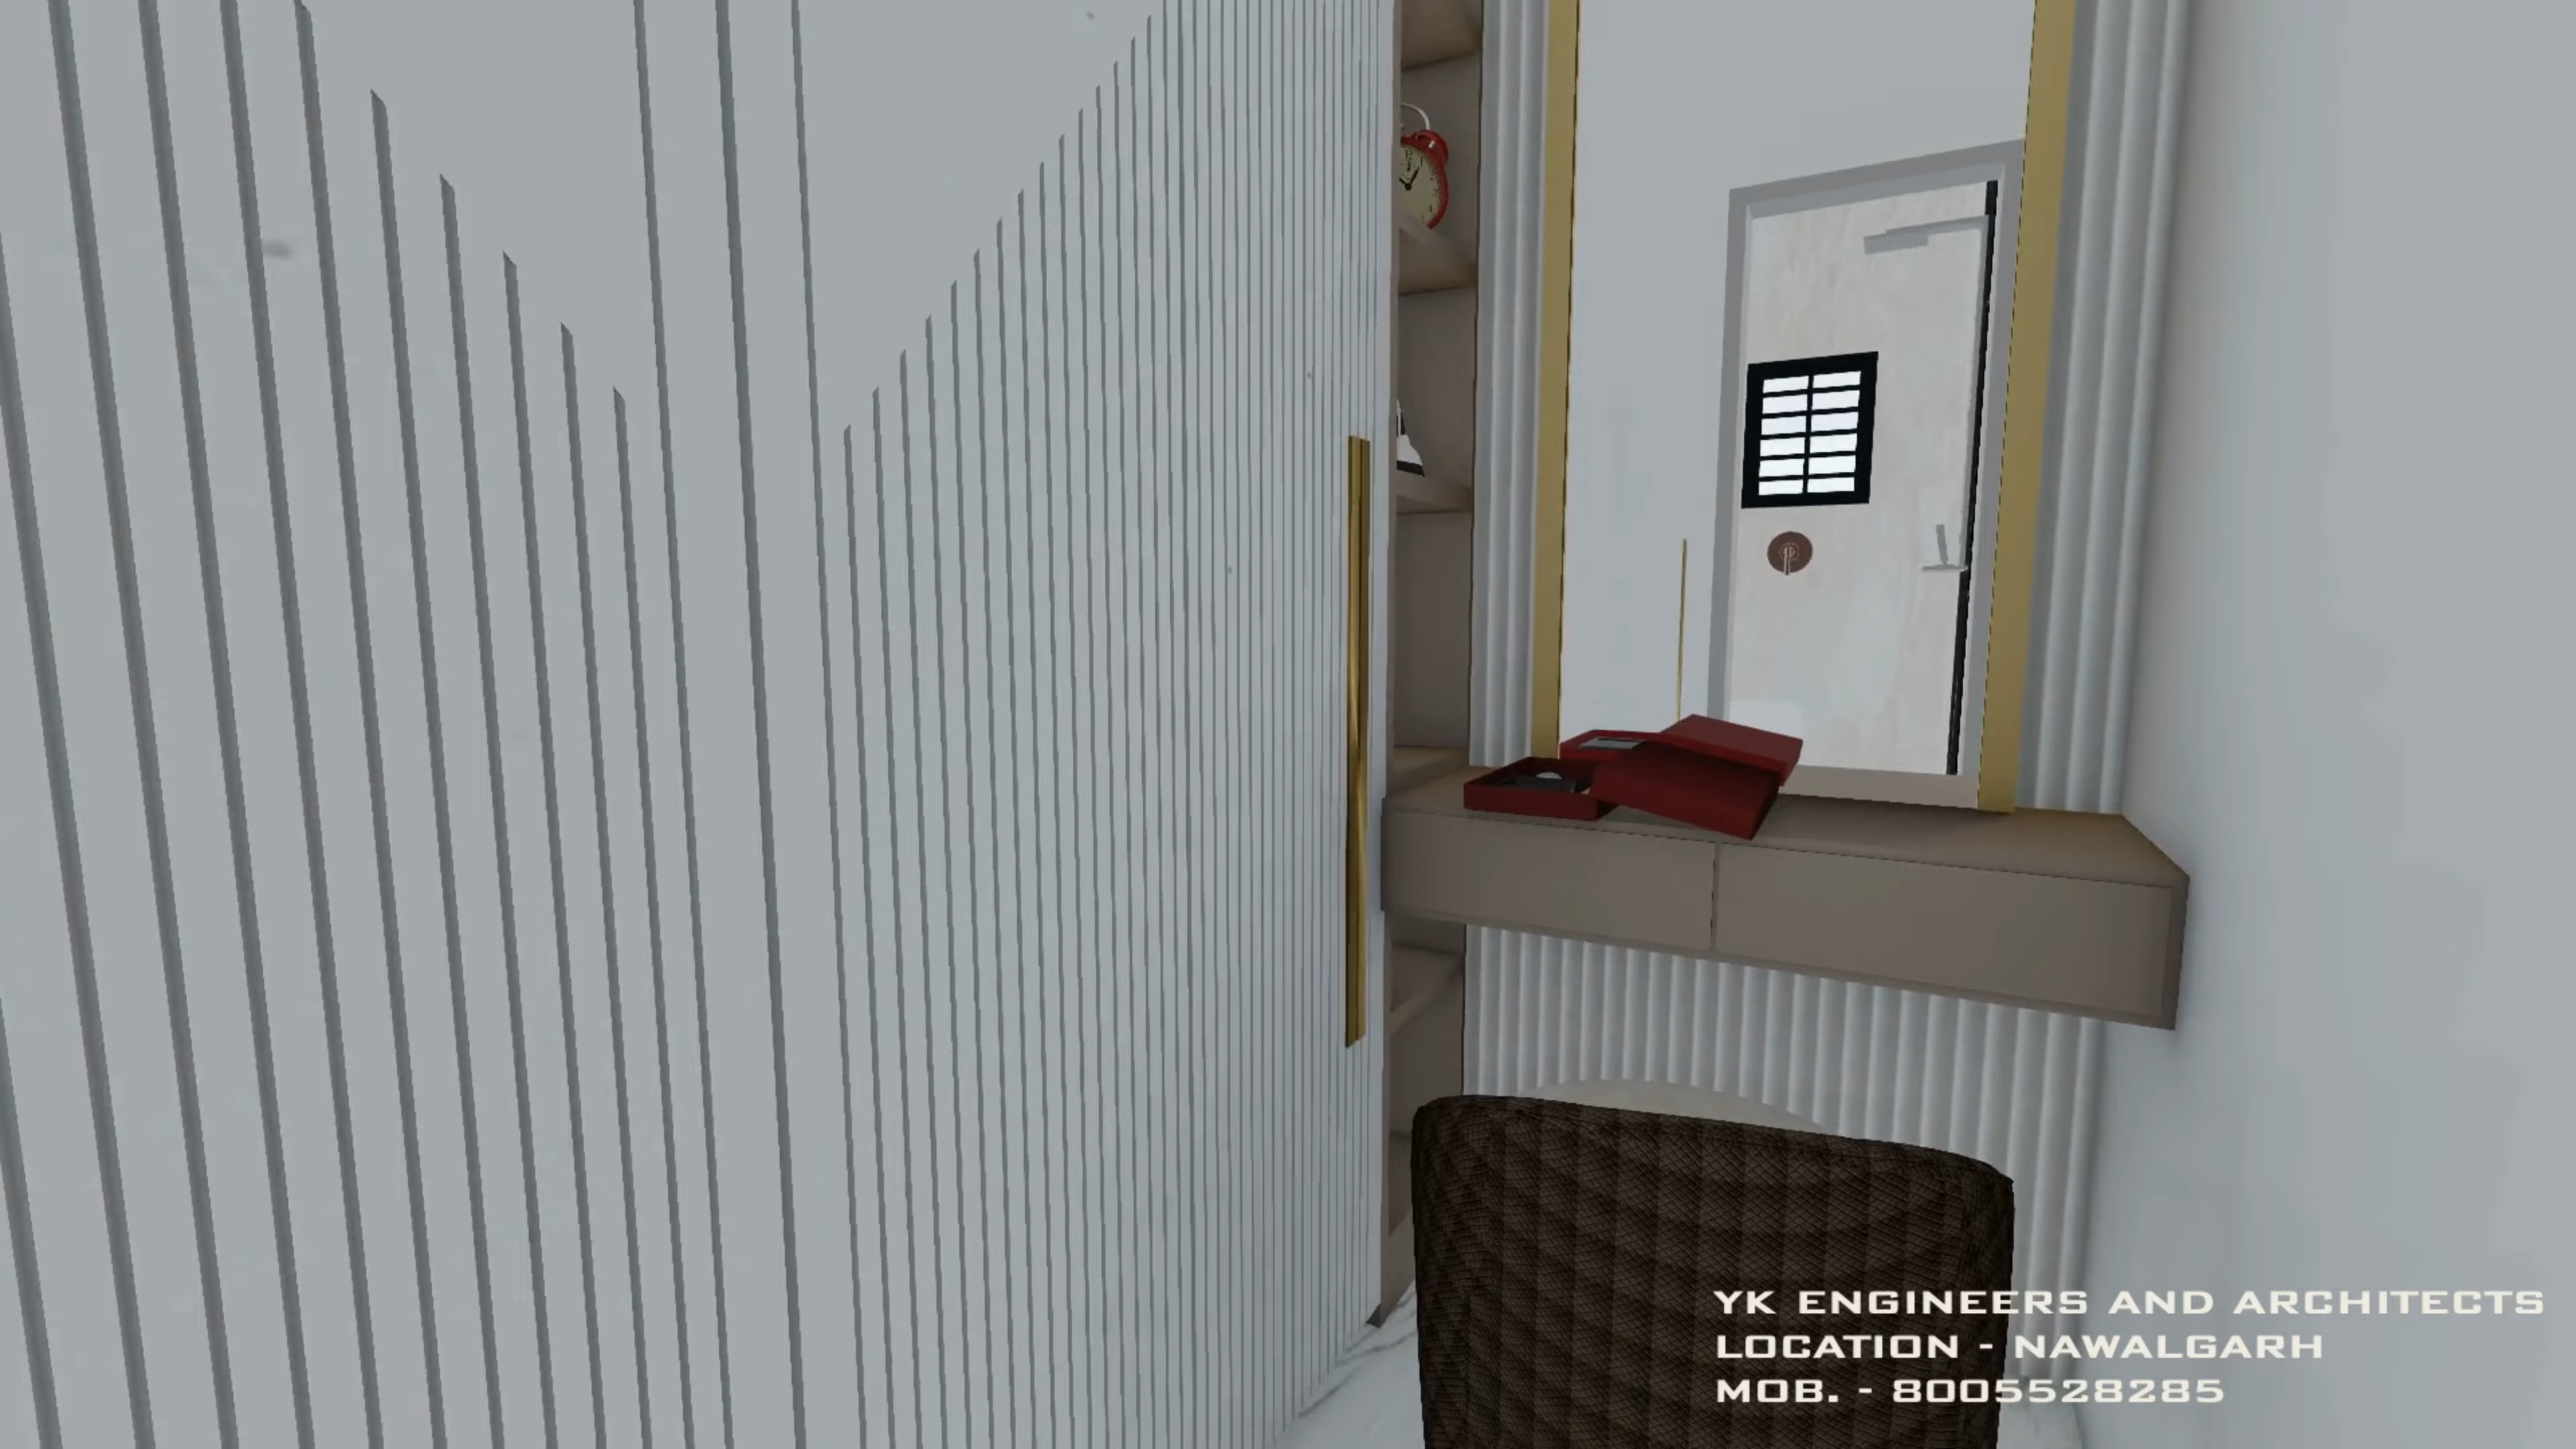 YK ENGINEERS AND ARCHITECTS
LOCATION - NAWALGARH
MOB. - 8005528285